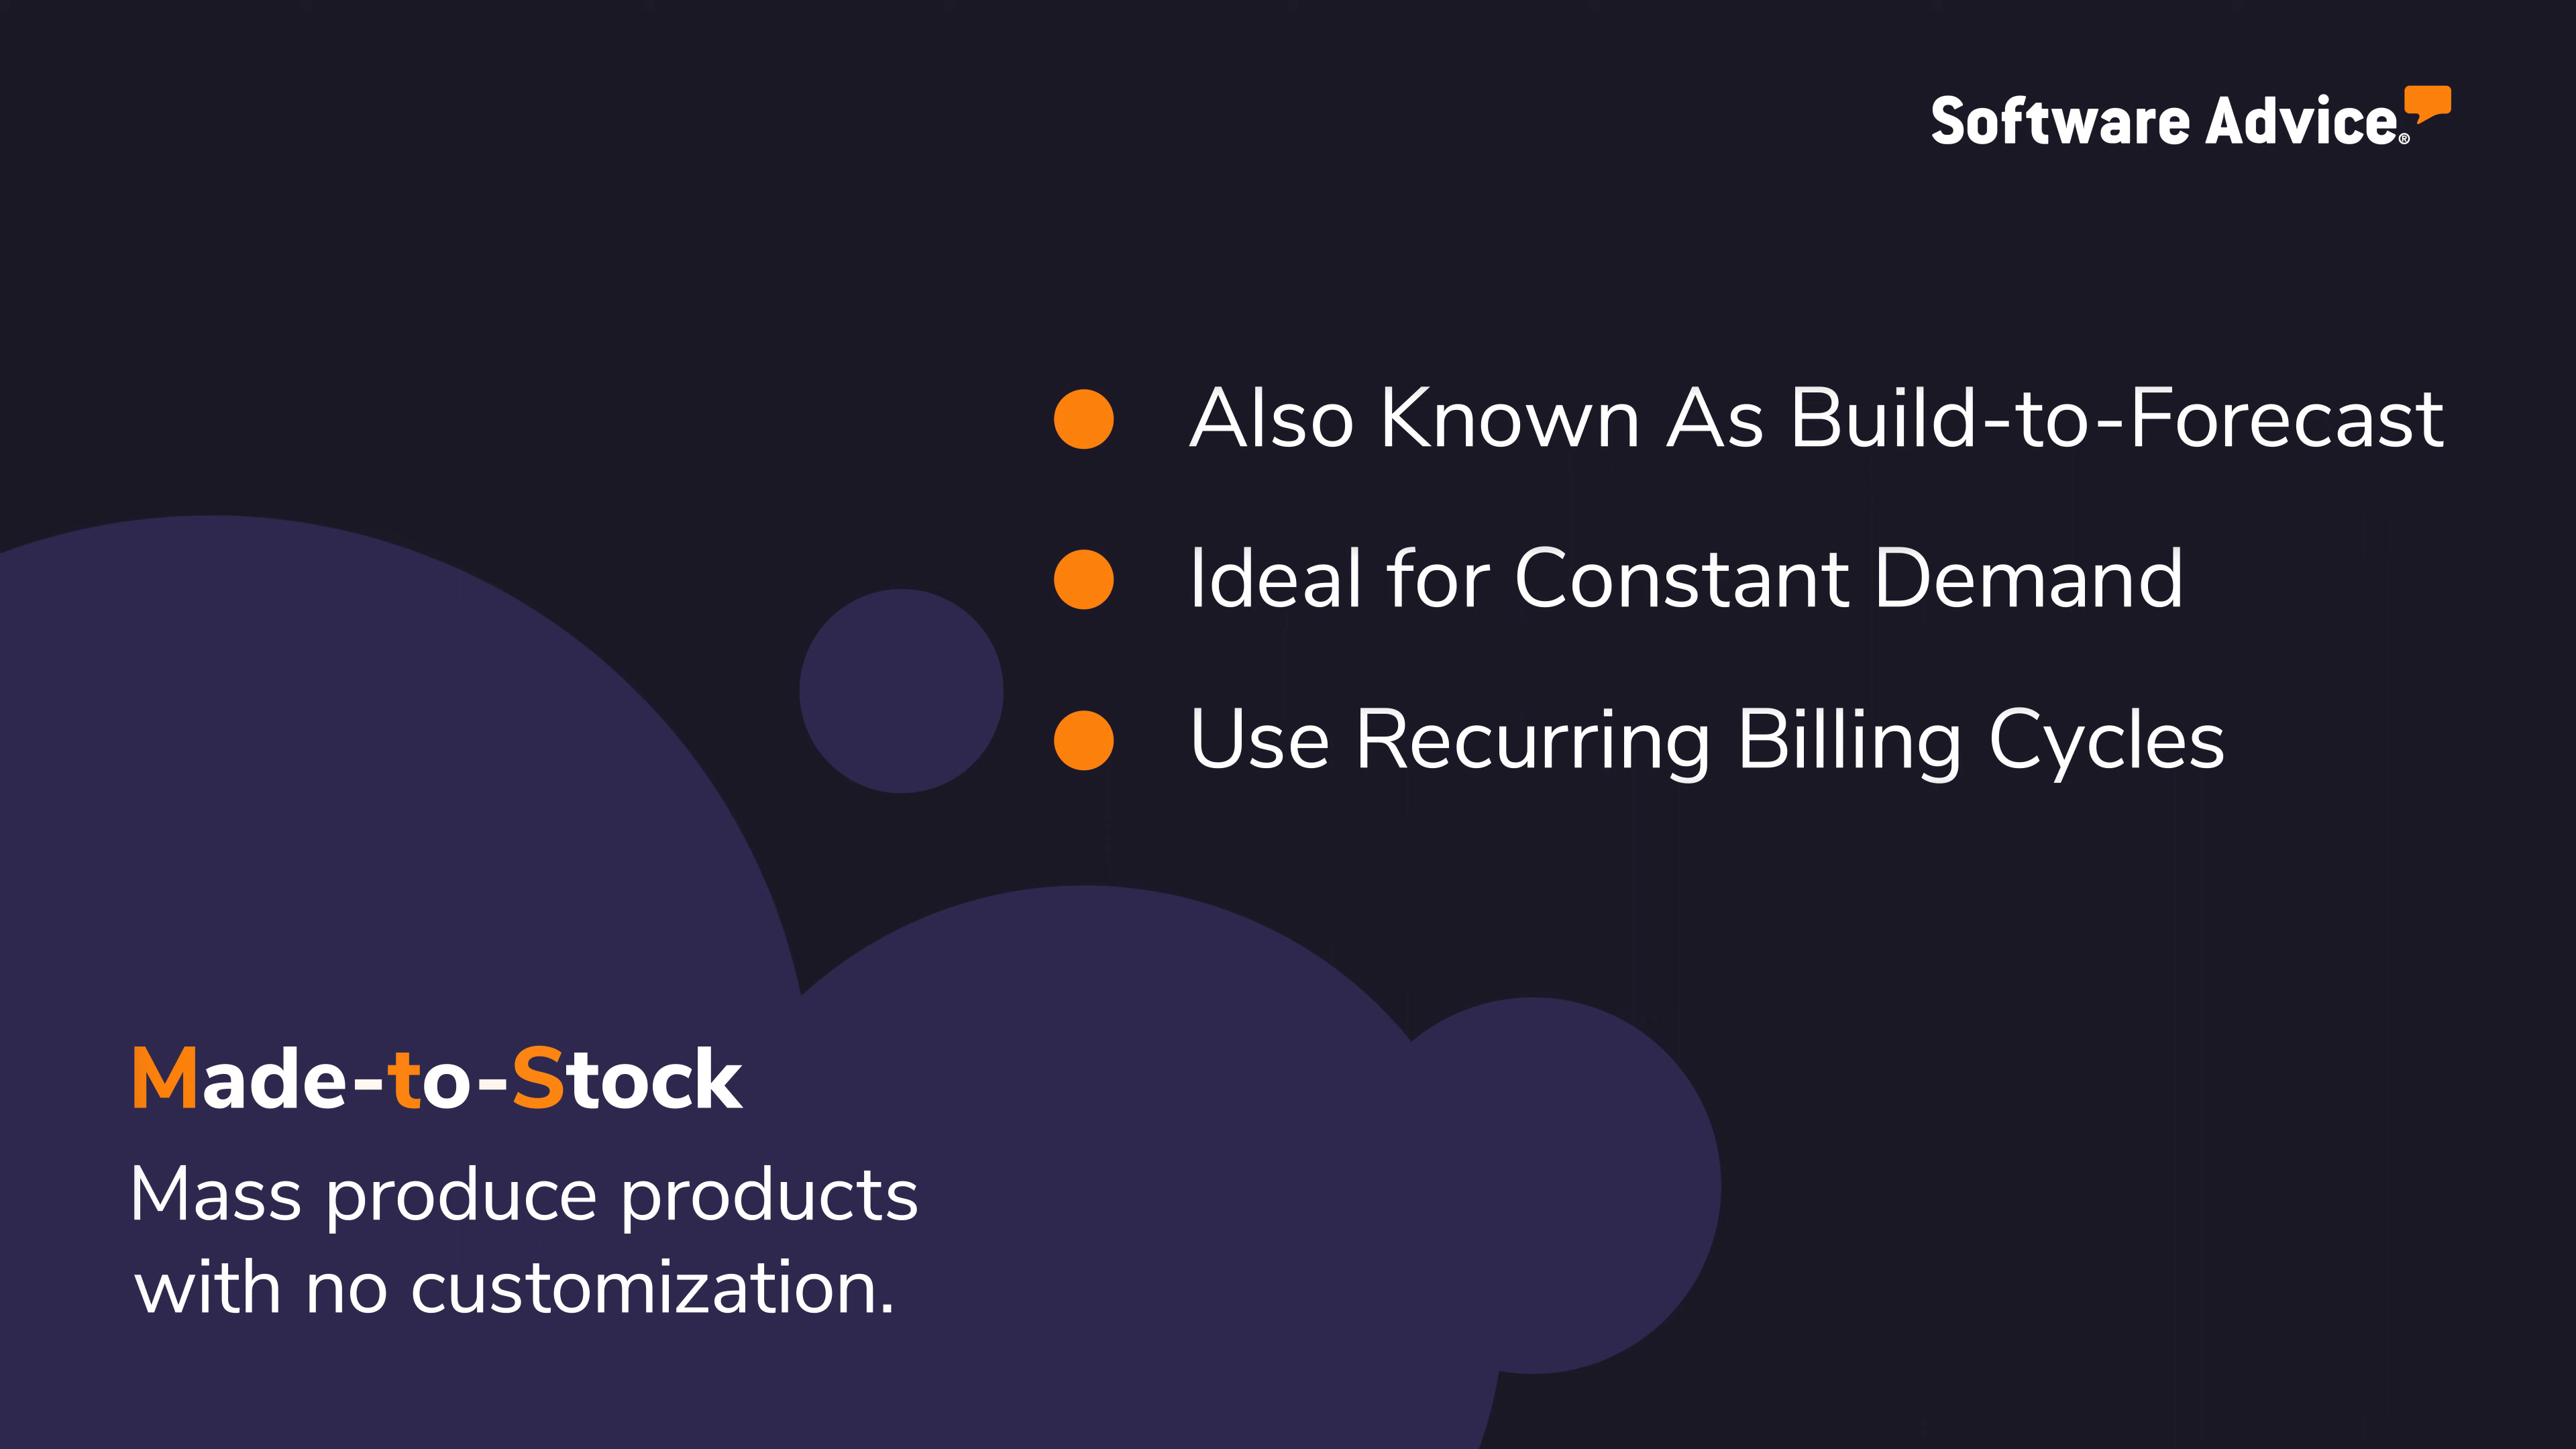 Software Advice®
Also Known As Build-to-Forecast
Ideal for Constant Demand
Use Recurring Billing Cycles
Made-to-Stock
Mass produce products
with no customization.